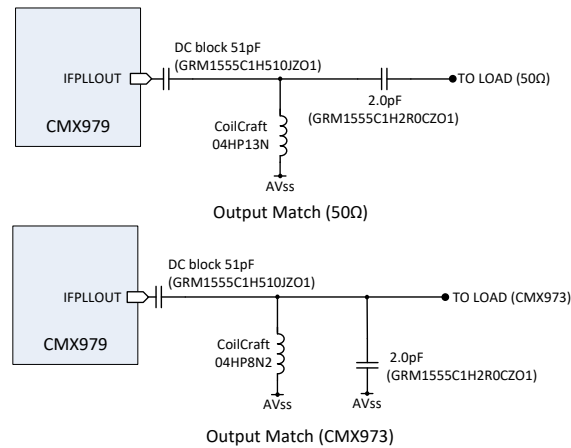 DC block 51pF
(GRM1555C1H510JZO1)
IFPLLOUT
TO LOAD (50Ω)
2.0pF
(GRM1555C1H2R0CZO1)
CMX979
CoilCraft
04HP13N
AVss
Output Match (50Ω)
DC block 51pF
(GRM1555C1H510JZO1)
IFPLLOUT
TO LOAD (CMX973)
CMX979
CoilCraft
04HP8N2
2.0pF
(GRM1555C1H2R0CZO1)
AVss
AVss
Output Match (CMX973)